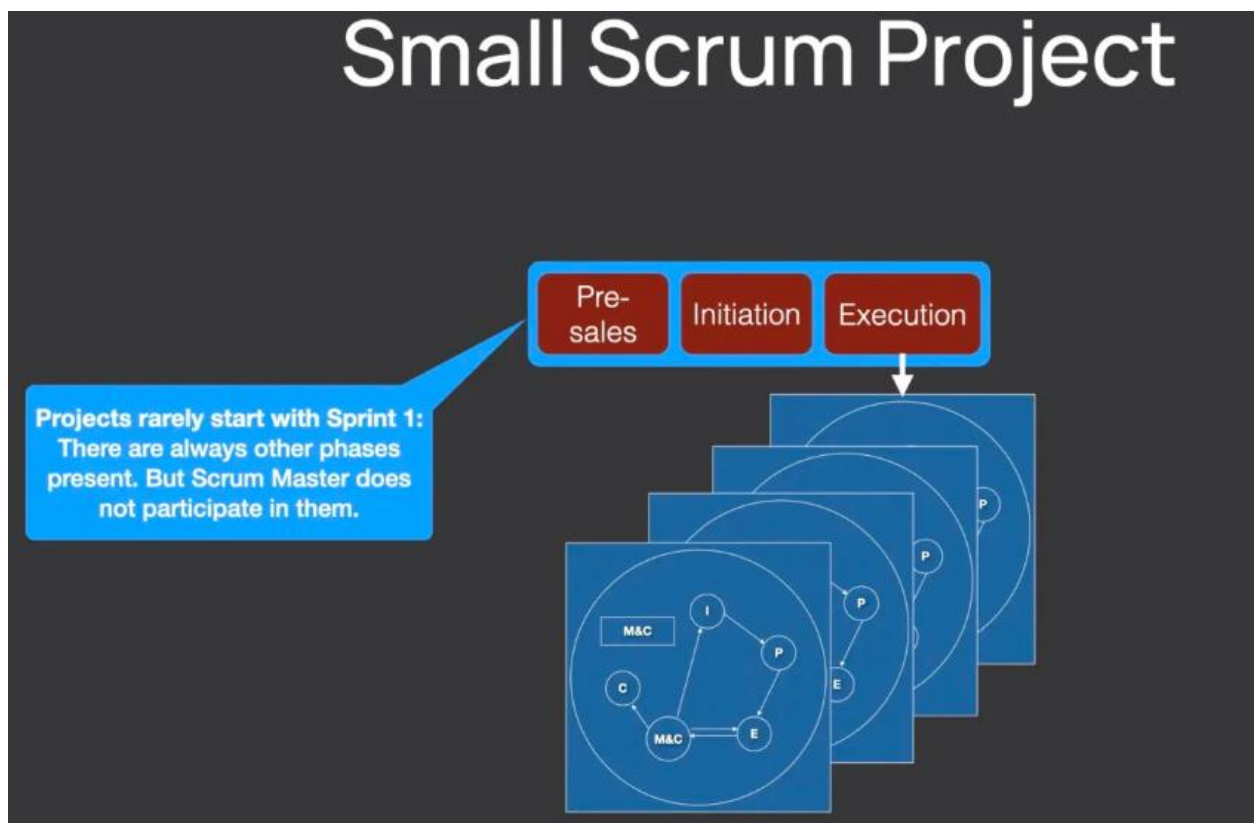 Small Scrum Project
Pre-
sales
Initiation
Execution
Projects rarely start with Sprint 1:
There are always other phases
present. But Scrum Master does
not participate in them.
P
P
P
E
I
M&C
P
C
M&C
E